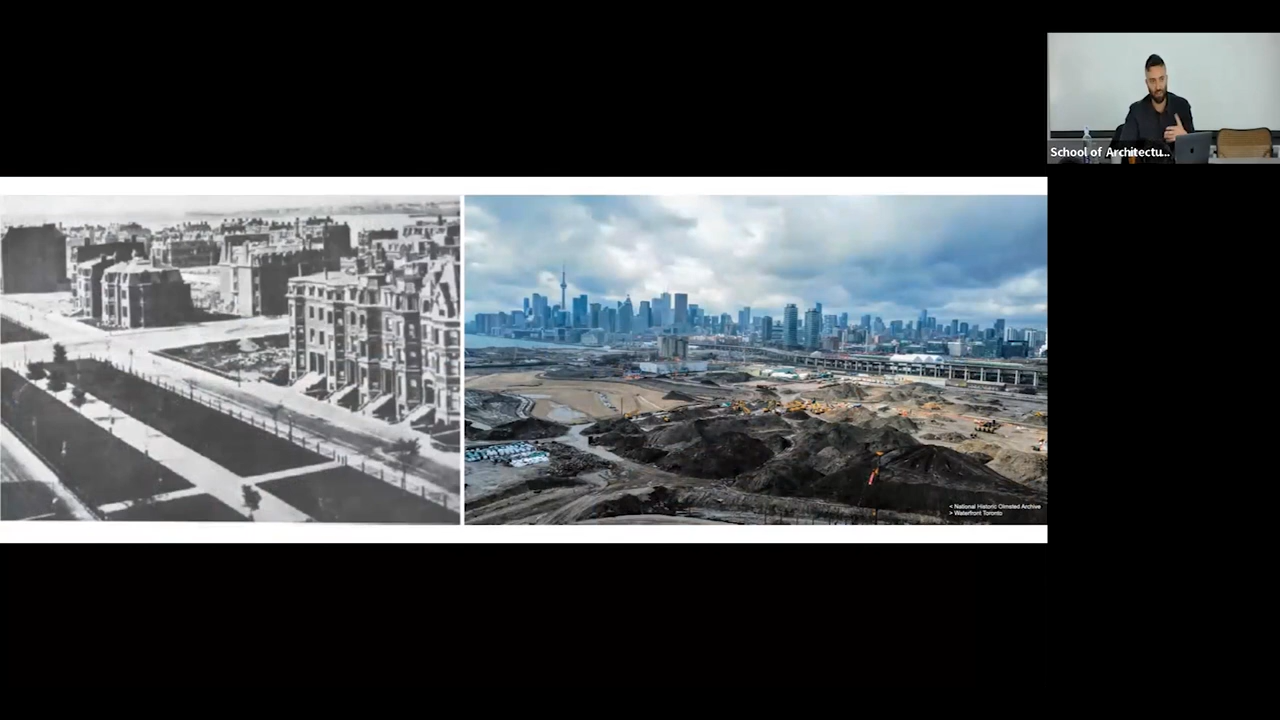 School of Architectu...
< National Historic Olmsted Archive
> Waterfront Toronto